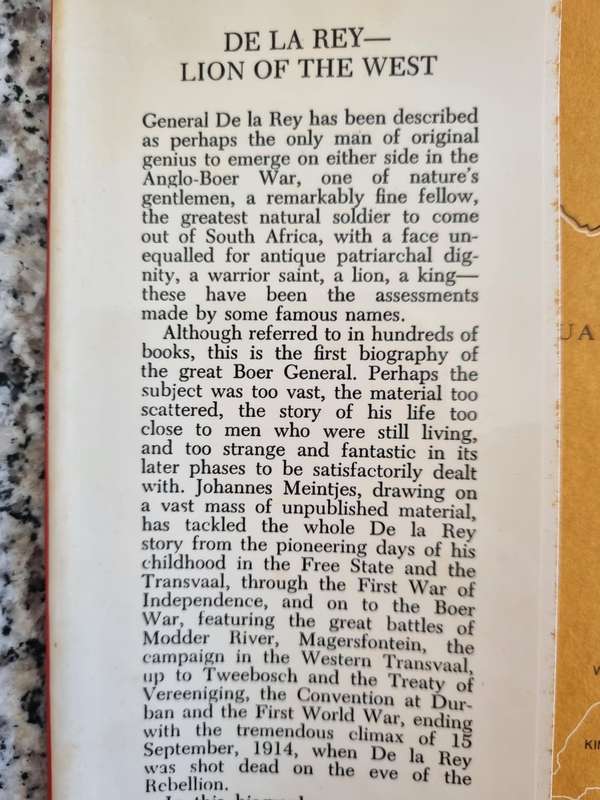 DE LA REY—
LION OF THE WEST
General De la Rey has been described
as perhaps the only man of original
genius to emerge on either side in the
Anglo-Boer War, one of nature's
gentlemen, a remarkably fine fellow,
the greatest natural soldier to come
out of South Africa, with a face un-
equalled for antique patriarchal dig-
nity, a warrior saint, a lion, a king—
these have been the assessments
made by some famous names.
Although referred to in hundreds of
books, this is the first biography of
the great Boer General. Perhaps the
subject was too vast, the material too
scattered, the story of his life too
close to men who were still living,
and too strange and fantastic in its
later phases to be satisfactorily dealt
with. Johannes Meintjes, drawing on
a vast mass of unpublished material,
has tackled the whole De la Rey
story from the pioneering days of his
childhood in the Free State and the
Transvaal, through the First War of
Independence, and on to the Boer
War, featuring the great battles of
Modder River, Magersfontein, the
campaign in the Western Transvaal,
up to Tweebosch and the Treaty of
Vereeniging, the Convention at Dur-
ban and the First World War, ending
with the tremendous climax of 15
September, 1914, when De la Rey
was shot dead on the eve of the
Rebellion.
UA
W
KIM